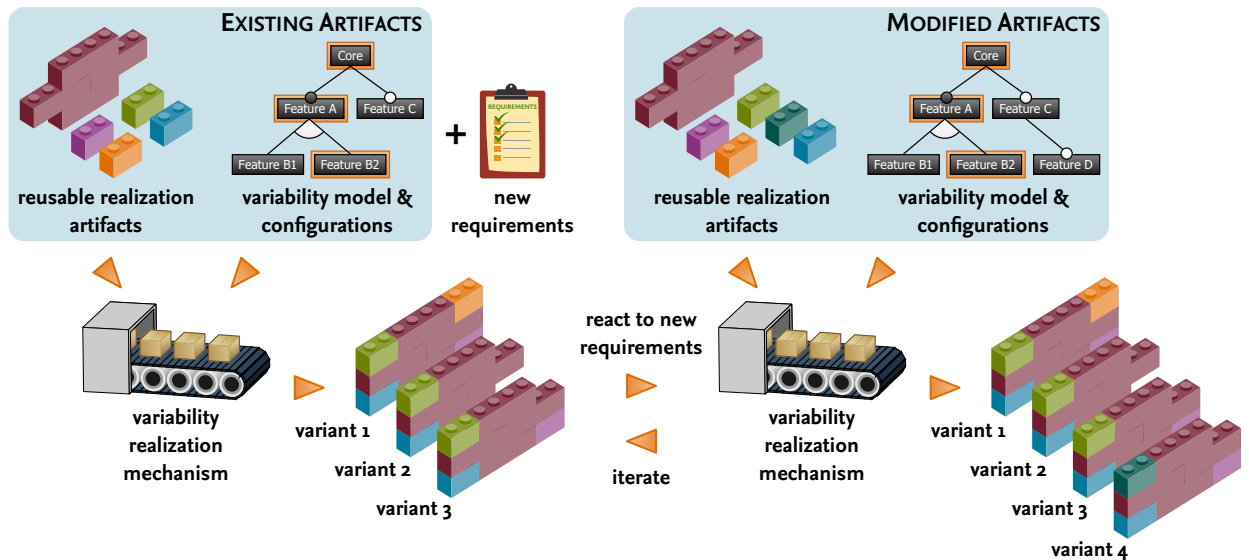 EXISTING ARTIFACTS
Core
Feature A
Feature C
Feature B1
Feature B2
reusable realization
artifacts
variability model &
configurations
+
REQUIREMENTS
new
requirements
MODIFIED ARTIFACTS
Core
Feature A
Feature C
Feature B1
Feature B2
Feature D
reusable realization
artifacts
variability model &
configurations
variability
realization
mechanism
variant 1
variant 2
variant 3
react to new
requirements
iterate
variability
realization
mechanism
variant 1
variant 2
variant 3
variant 4